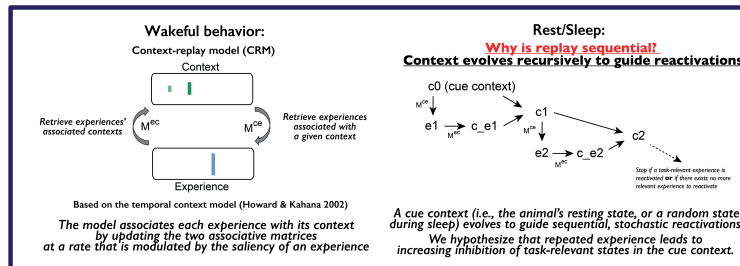 Wakeful behavior:
Context-replay model (CRM)
Context
Retrieve experiences'
associated contexts
M^ec
M^ce
Retrieve experiences
associated with
a given context
Experience
Based on the temporal context model (Howard & Kahana 2002)
The model associates each experience with its context
by updating the two associative matrices
at a rate that is modulated by the saliency of an experience
Rest/Sleep:
Why is replay sequential?
Context evolves recursively to guide reactivations
c0 (cue context)
M^ce
c1
e1
M^ec
c_e1
M^ce
c2
e2
M^ec
c_e2
Stop if a task-relevant experience is
reactivated or if there exists no more
relevant experience to reactivate
A cue context (i.e., the animal's resting state, or a random state
during sleep) evolves to guide sequential, stochastic reactivations
We hypothesize that repeated experience leads to
increasing inhibition of task-relevant states in the cue context.